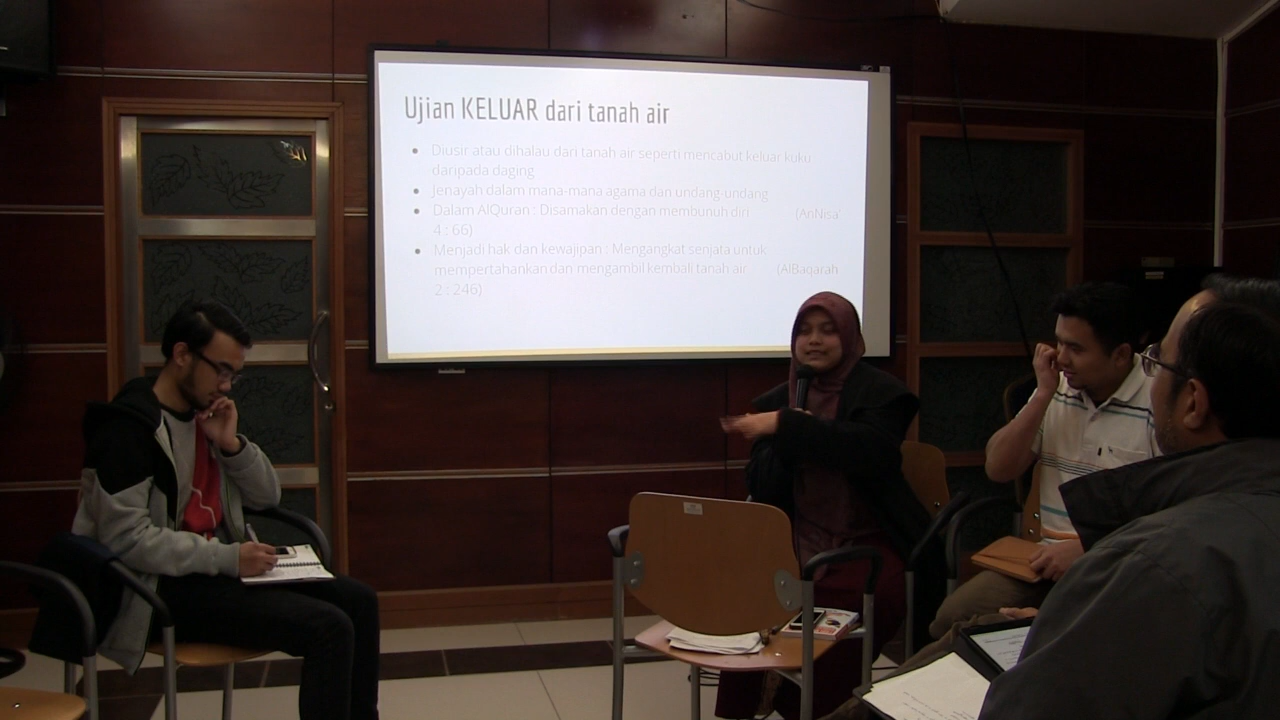 Ujian KELUAR dari tanah air
• Diusir atau dihalau dari tanah air seperti mencabut keluar kuku
daripada daging
• Jenayah dalam mana-mana agama dan undang-undang
• Dalam AlQuran : Disamakan dengan membunuh diri (AnNisa'
4 : 66)
• Menjadi hak dan kewajipan : Mengangkat senjata untuk
mempertahankan dan mengambil kembali tanah air (AlBaqarah
2 : 246)